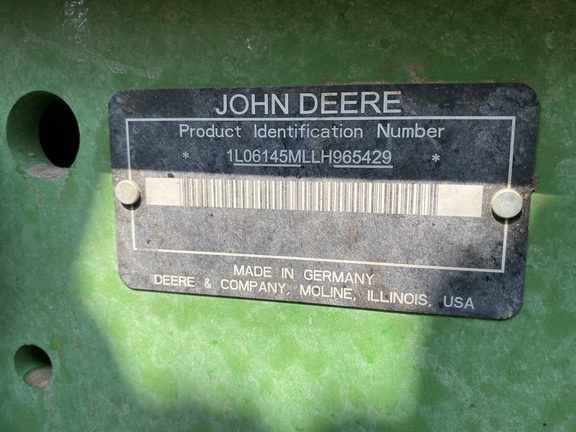 JOHN DEERE
Product Identification Number
* 1L06145MLLH965429 *
MADE IN GERMANY
DEERE & COMPANY, MOLINE, ILLINOIS, USA